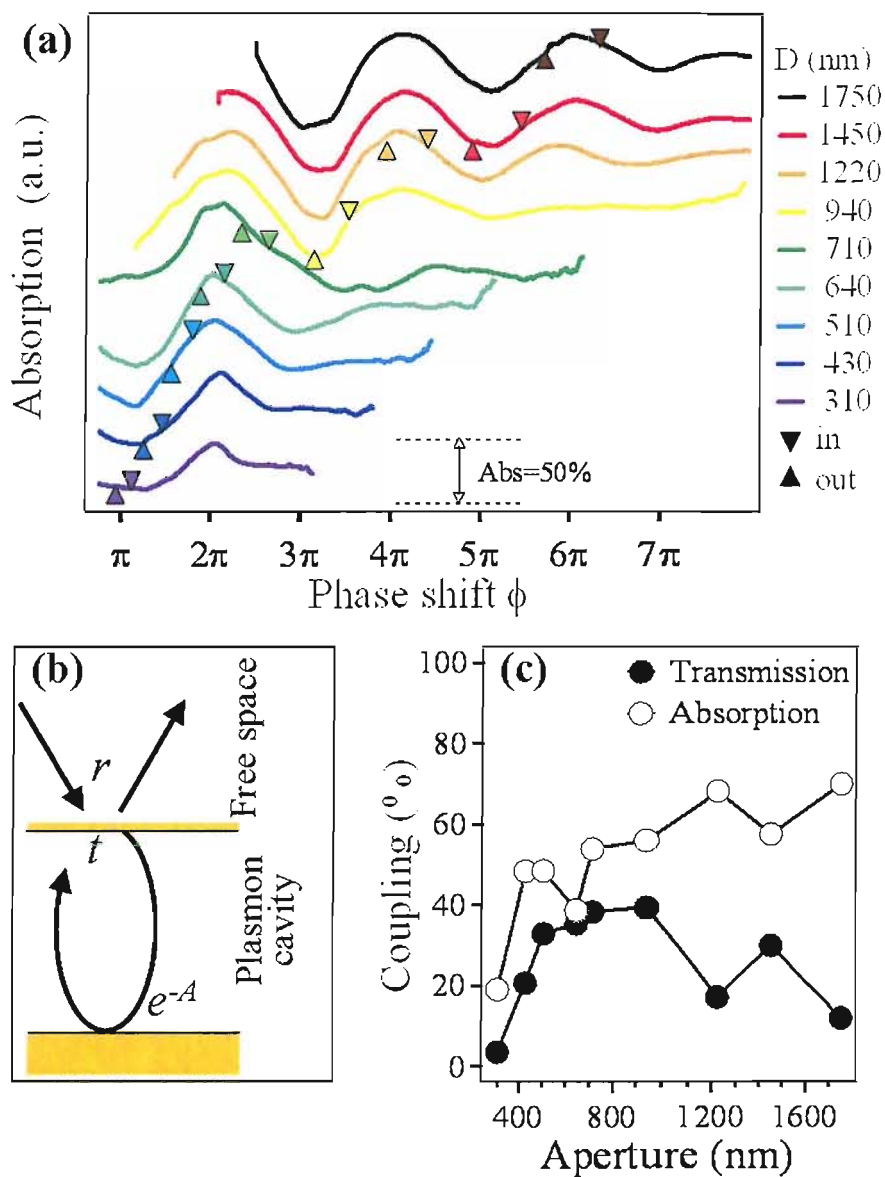 (a)
Absorption (a.u.)
D (nm)
1750
1450
1220
940
710
640
510
430
310
in
out
Abs=50%
π 2π 3π 4π 5π 6π 7π
Phase shift ϕ
(b)
Free space
r
t
Plasmon
cavity
e-A
(c)
Transmission
Absorption
Coupling (%)
100
80
60
40
20
0
400 800 1200 1600
Aperture (nm)